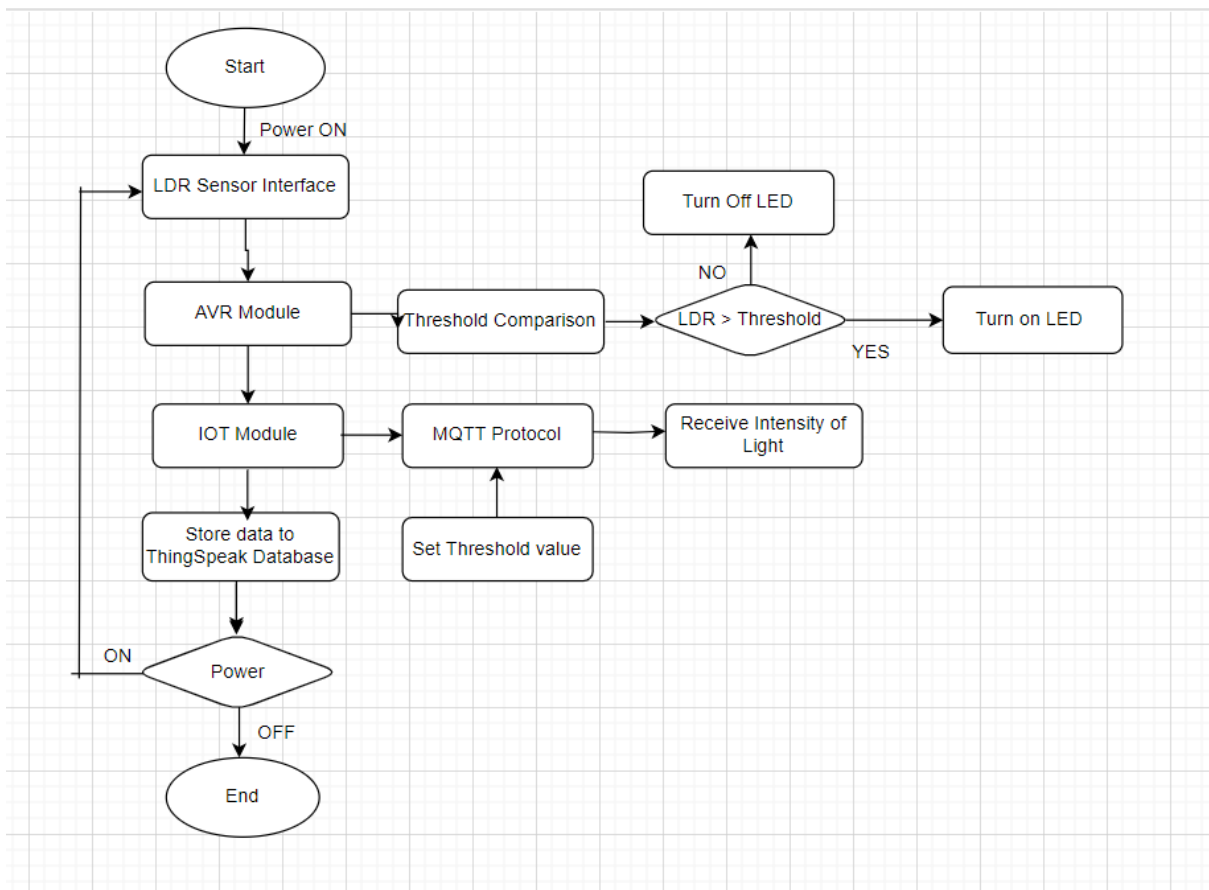 Start
Power ON
LDR Sensor Interface
Turn Off LED
NO
AVR Module
Threshold Comparison
LDR > Threshold
Turn on LED
YES
IOT Module
MQTT Protocol
Receive Intensity of
Light
Store data to
ThingSpeak Database
Set Threshold value
ON
Power
OFF
End